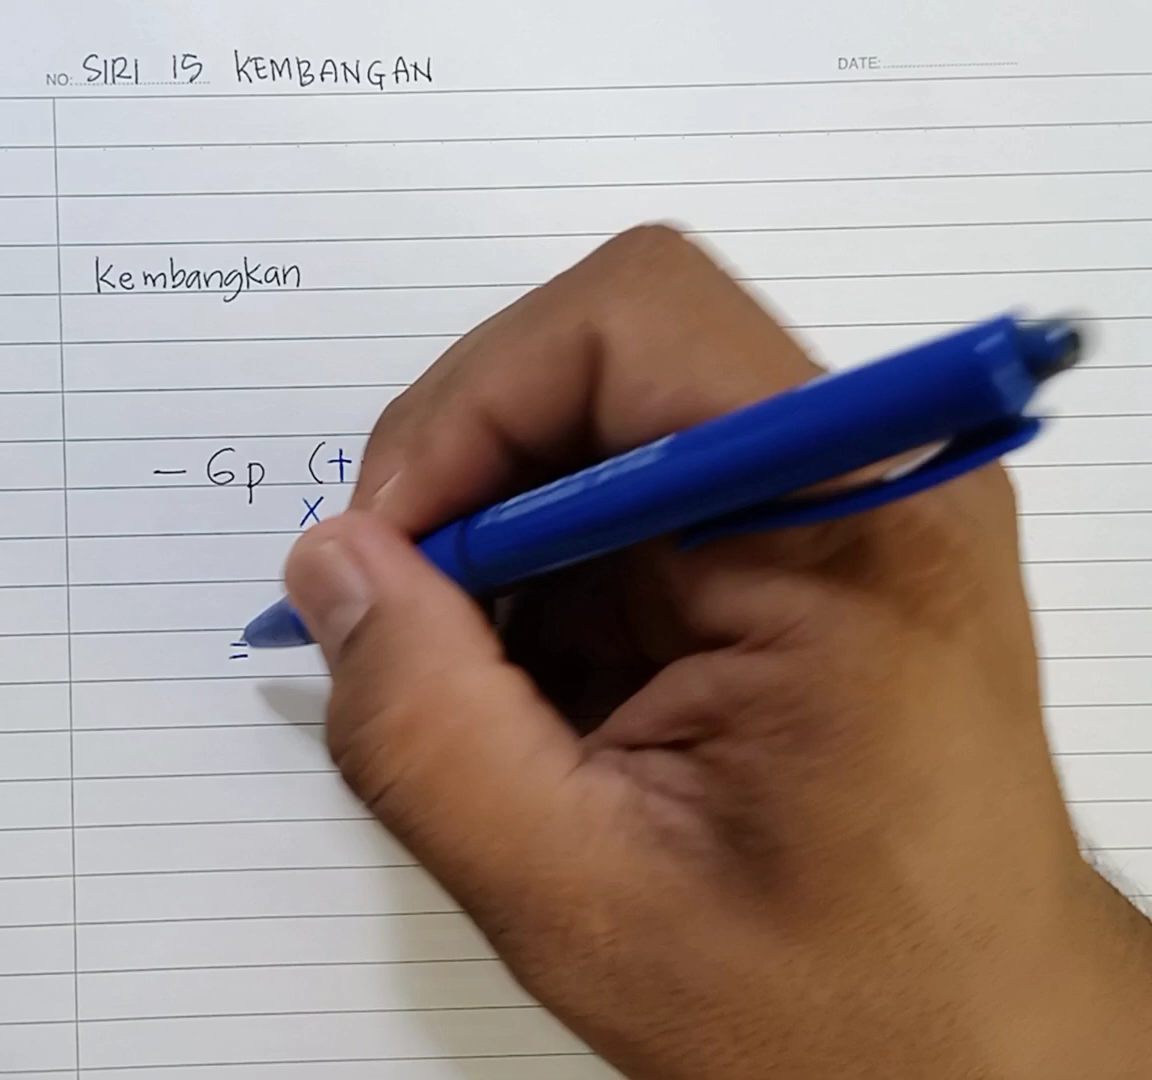 NO: SIRI 15 KEMBANGAN DATE:
Kembangkan
- 6p (+
x
=